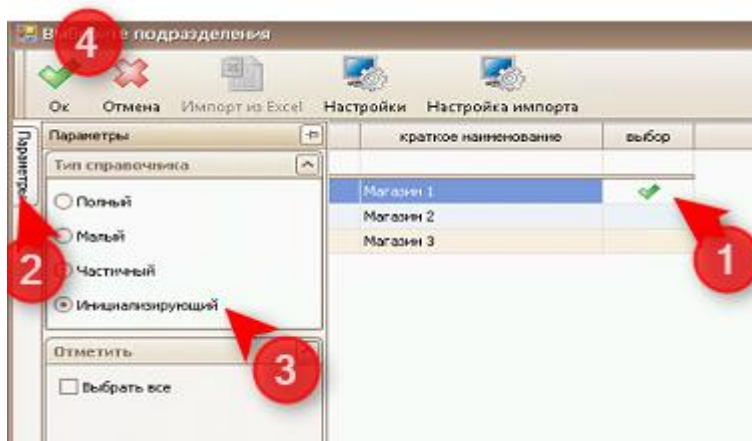 Выберите подразделения
4
Ок Отмена Импорт из Excel Настройки Настройка импорта
Параметры
Параметры
краткое наименование выбор
Тип справочника
Полный
Магазин 1
Малый
Магазин 2
Частичный
Магазин 3
Инициализирующий
1
2
3
Отметить
Выбрать все